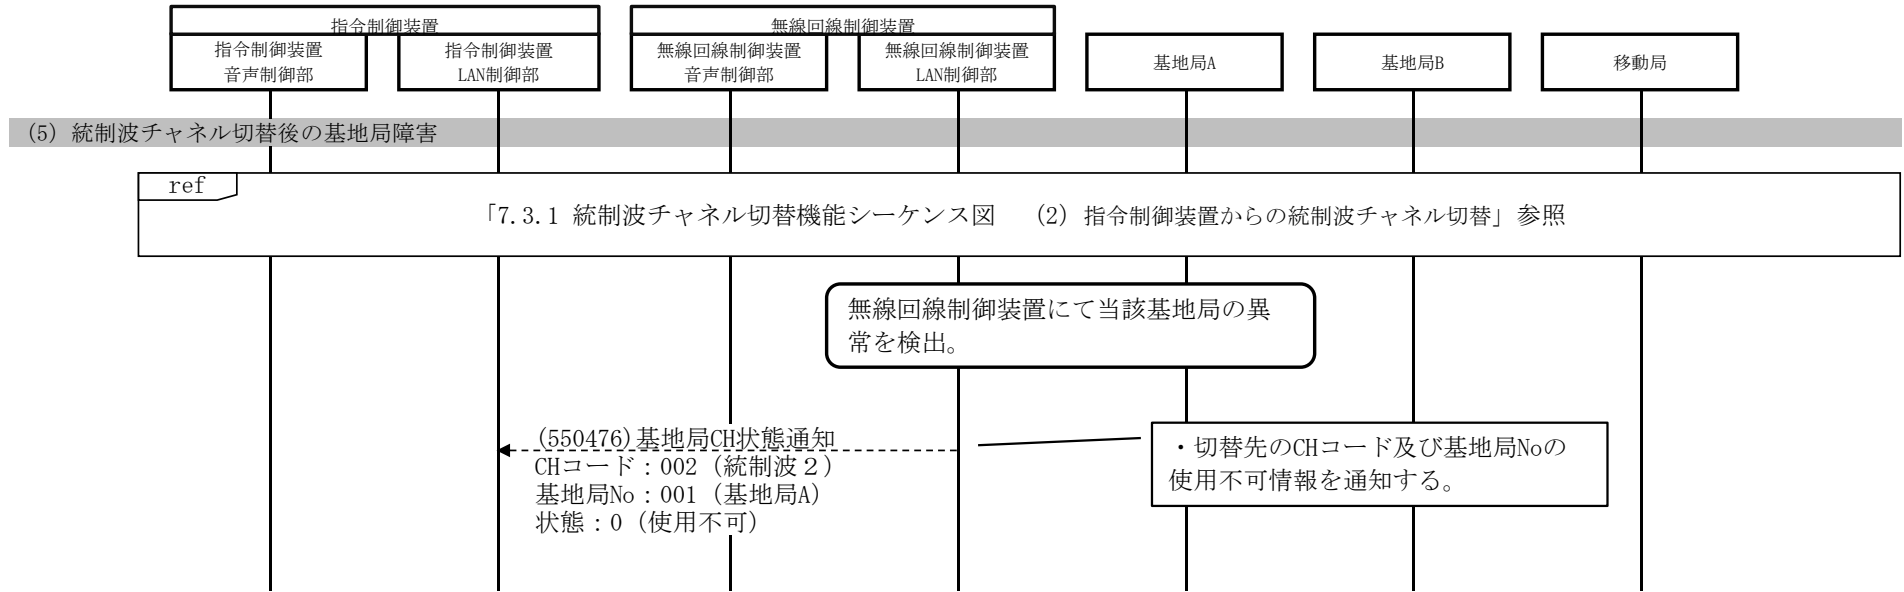 指令制御装置
無線回線制御装置
指令制御装置
音声制御部
指令制御装置
LAN制御部
無線回線制御装置
音声制御部
無線回線制御装置
LAN制御部
基地局A
基地局B
移動局
(5) 統制波チャネル切替後の基地局障害
ref
「7.3.1 統制波チャネル切替機能シーケンス図 (2) 指令制御装置からの統制波チャネル切替」参照
無線回線制御装置にて当該基地局の異
常を検出。
(550476)基地局CH状態通知
CHコード：002（統制波２）
基地局No：001（基地局A）
状態：0（使用不可）
・切替先のCHコード及び基地局Noの
使用不可情報を通知する。